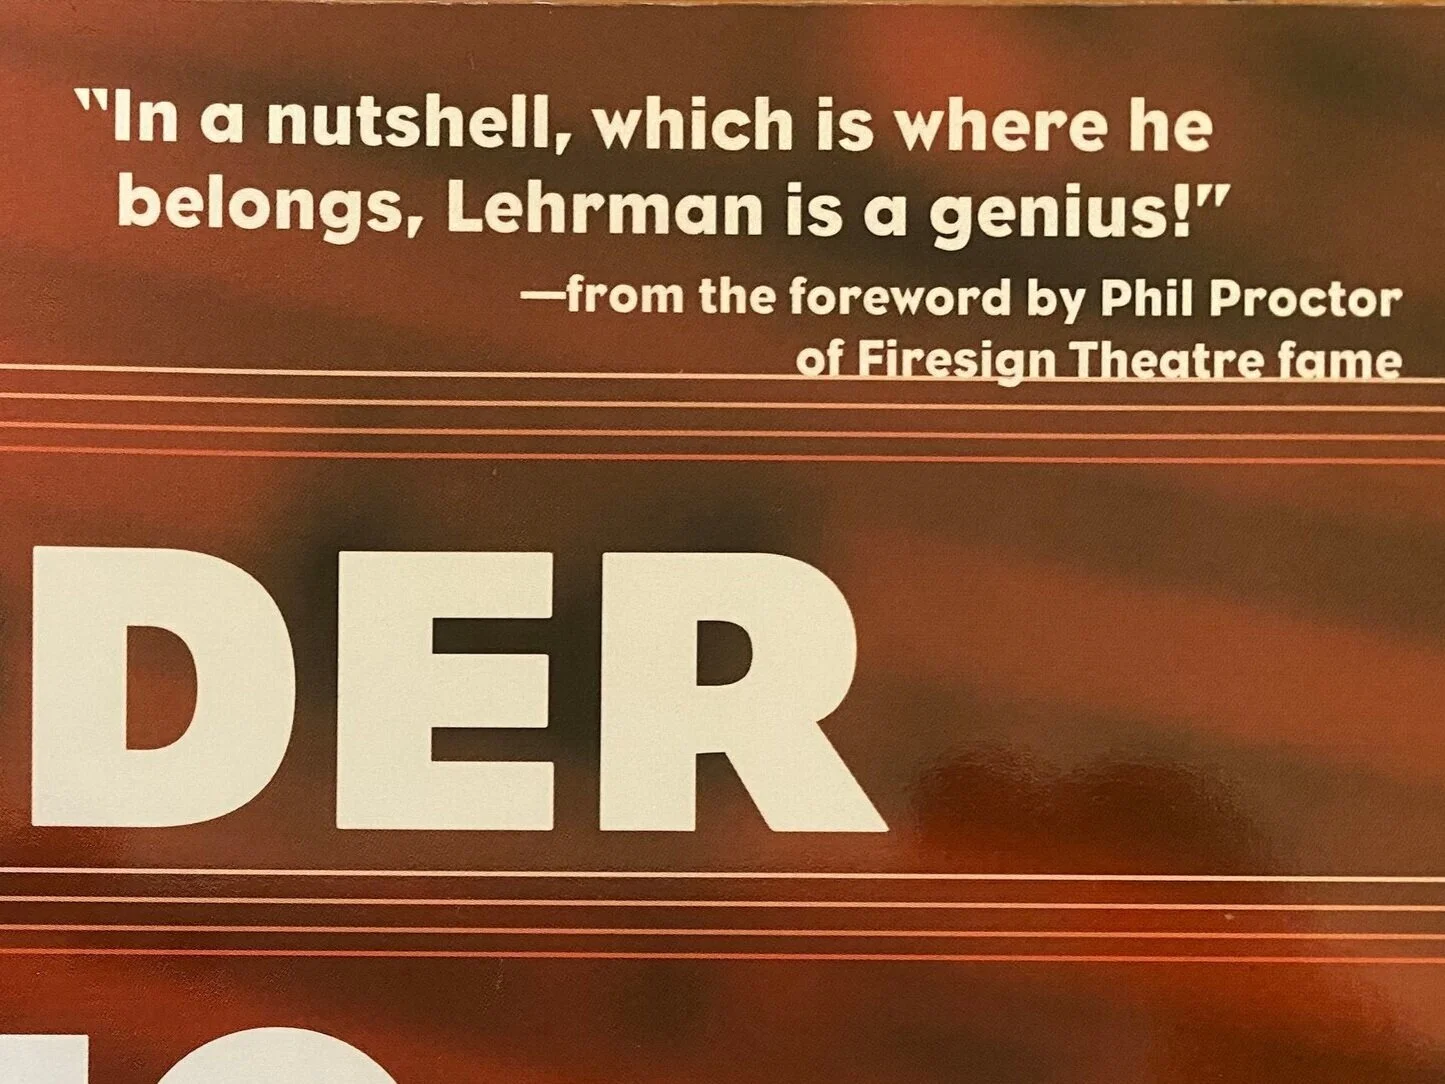 “In a nutshell, which is where he
belongs, Lehrman is a genius!”
—from the foreword by Phil Proctor
of Firesign Theatre fame
DER